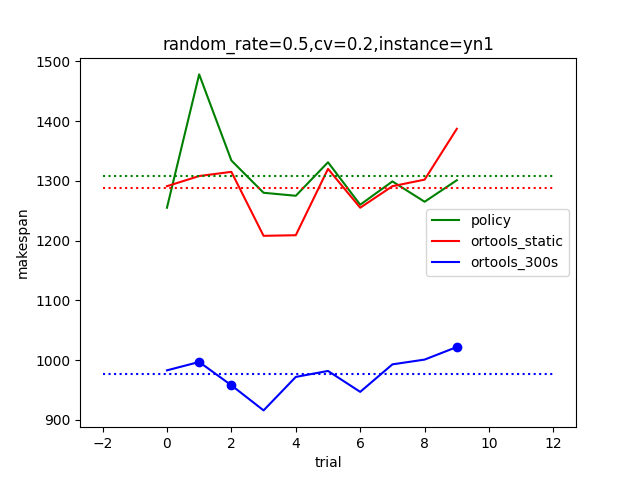 random_rate=0.5,cv=0.2,instance=yn1
1500
1400
1300
1200
1100
1000
900
makespan
policy
ortools_static
ortools_300s
−2 0 2 4 6 8 10 12
trial